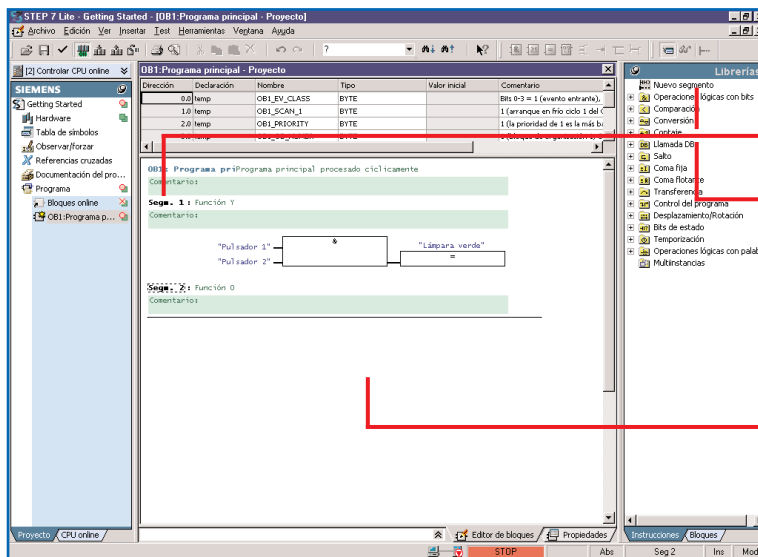 STEP 7 Lite - Getting Started - [OB1:Programa principal - Proyecto]
Archivo Edición Ver Insertar Test Herramientas Ventana Ayuda
?
[2] Controlar CPU online
SIEMENS
Getting Started
Hardware
Tabla de símbolos
Observar/forzar
Referencias cruzadas
Documentación del pro...
Programa
Bloques online
OB1:Programa p...
Proyecto CPU online
OB1:Programa principal - Proyecto
Dirección Declaración Nombre Tipo Valor inicial Comentario
0.0 temp OB1_EV_CLASS BYTE Bits 0-3 = 1 (evento entrante),
1.0 temp OB1_SCAN_1 BYTE 1 (arranque en frío ciclo 1 del
2.0 temp OB1_PRIORITY BYTE 1 (la prioridad de 1 es la más
OB1: Programa priPrograma principal procesado cíclicamente
Comentario:
Segm. 1: Función Y
Comentario:
"Pulsador 1"
"Pulsador 2"
&
"Lámpara verde"
=
Segm. 2: Función O
Comentario:
Editor de bloques Propiedades
Librerías
Nuevo segmento
Operaciones lógicas con bits
Comparación
Conversión
Contaje
Llamada DB
Salto
Coma fija
Coma flotante
Transferencia
Control del programa
Desplazamiento/Rotación
Bits de estado
Temporización
Operaciones lógicas con palab
Multiinstancias
Instrucciones Bloques
STOP Abs Seg 2 Ins Mod